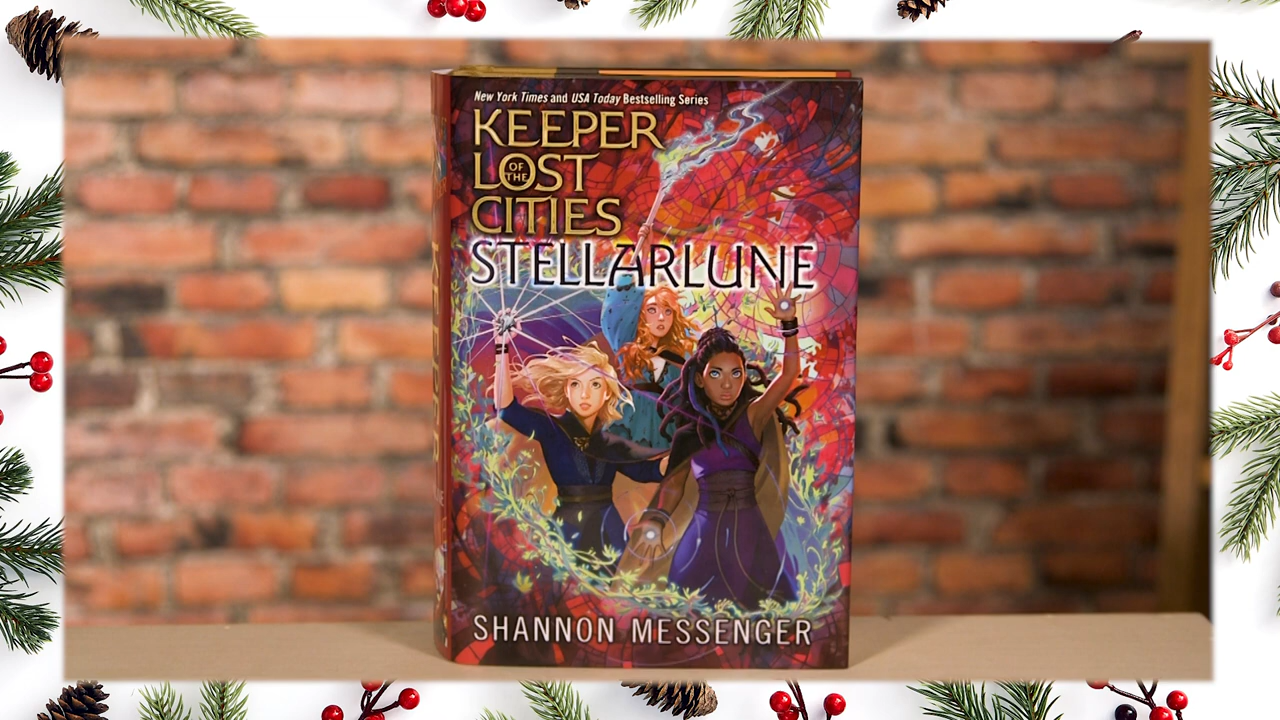 New York Times and USA Today Bestselling Series
KEEPER
OF THE
LOST
CITIES
STELLARLUNE
SHANNON MESSENGER